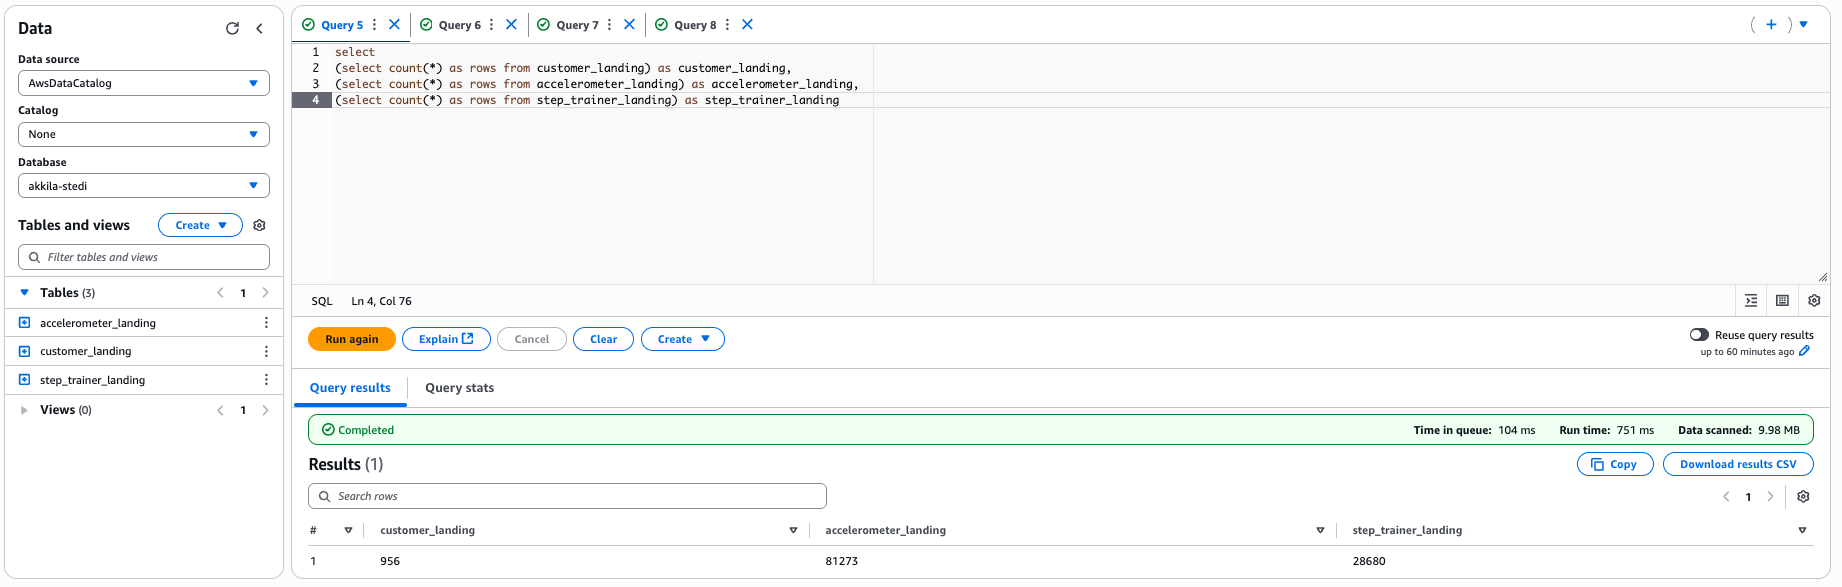 Data
Data source
AwsDataCatalog
Catalog
None
Database
akkila-stedi
Tables and views
Create
Filter tables and views
Tables (3)
1
accelerometer_landing
customer_landing
step_trainer_landing
Views (0)
1
Query 5
Query 6
Query 7
Query 8
1 select
2 (select count(*) as rows from customer_landing) as customer_landing,
3 (select count(*) as rows from accelerometer_landing) as accelerometer_landing,
4 (select count(*) as rows from step_trainer_landing) as step_trainer_landing
SQL Ln 4, Col 76
Run again
Explain
Cancel
Clear
Create
Reuse query results
up to 60 minutes ago
Query results
Query stats
Completed
Time in queue: 104 ms
Run time: 751 ms
Data scanned: 9.98 MB
Results (1)
Copy
Download results CSV
Search rows
1
# customer_landing accelerometer_landing step_trainer_landing
1 956 81273 28680